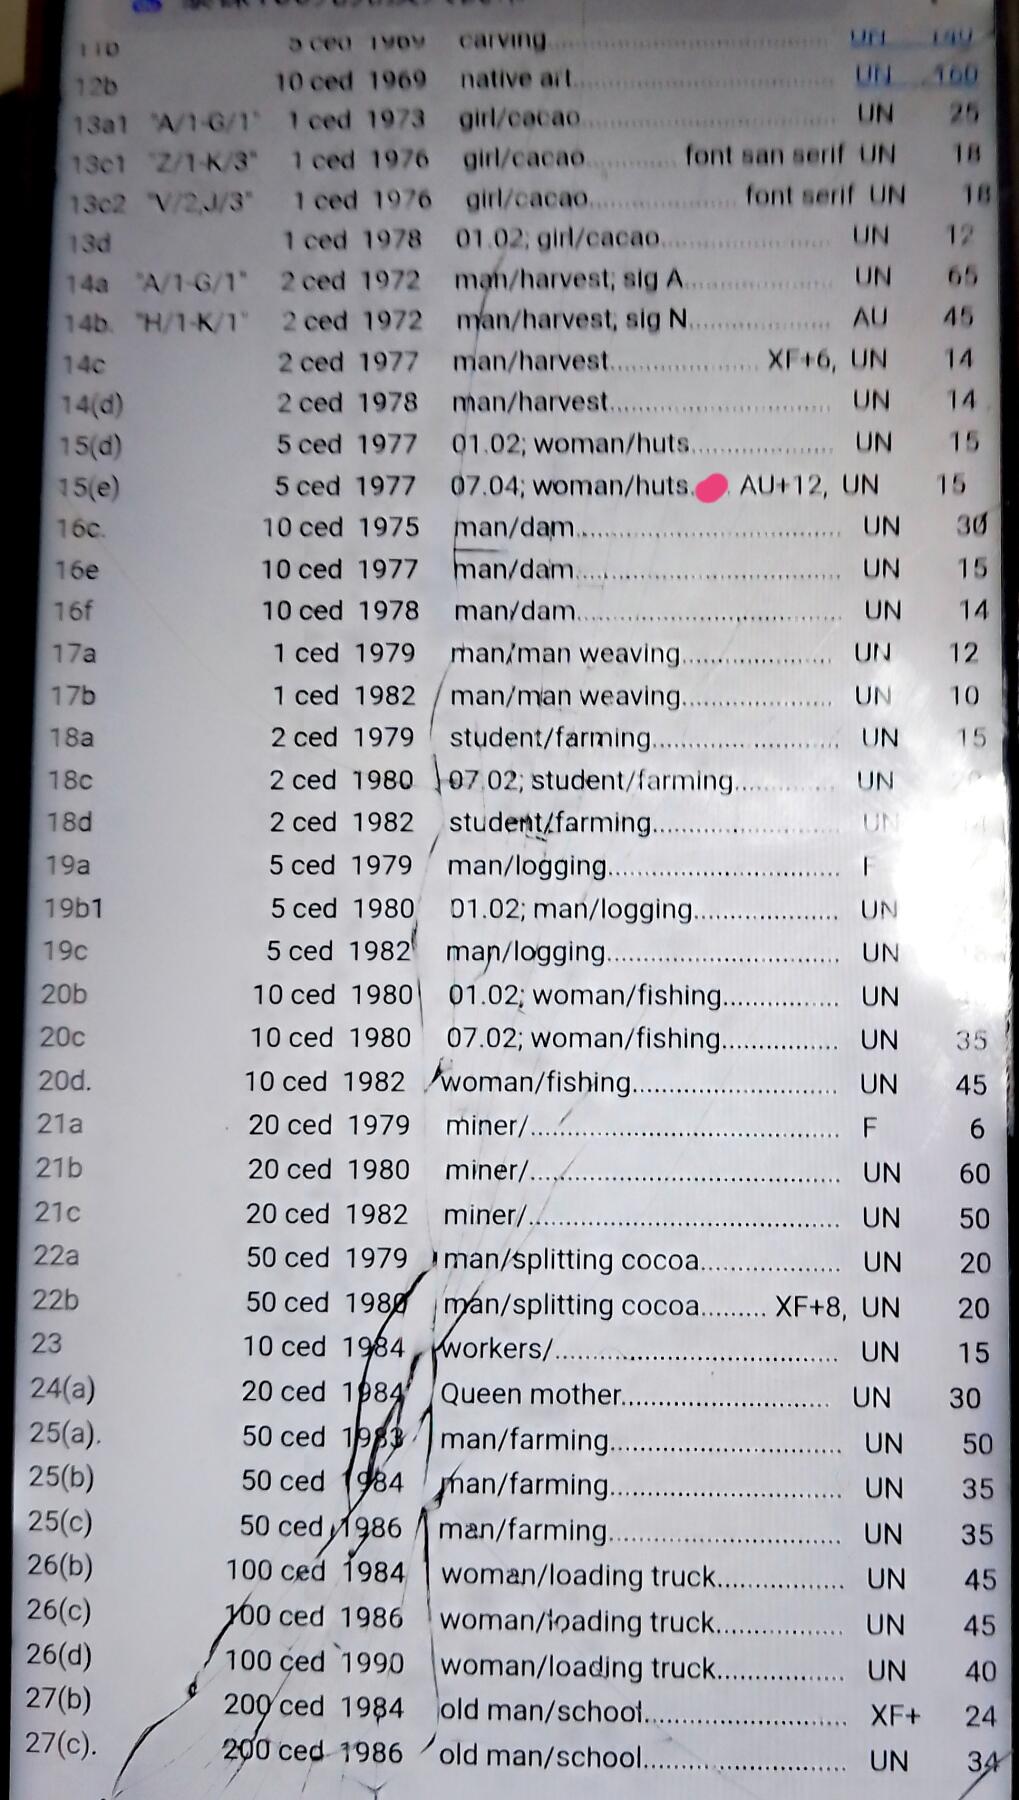 11b 5 ced 1969 carving UN 140
12b 10 ced 1969 native art UN 160
13a1 "A/1-G/1" 1 ced 1973 girl/cacao UN 25
13c1 "Z/1-K/3" 1 ced 1976 girl/cacao font san serif UN 18
13c2 "V/2,J/3" 1 ced 1976 girl/cacao font serif UN 18
13d 1 ced 1978 01.02; girl/cacao UN 12
14a "A/1-G/1" 2 ced 1972 man/harvest; sig A UN 65
14b. "H/1-K/1" 2 ced 1972 man/harvest; sig N AU 45
14c 2 ced 1977 man/harvest XF+6, UN 14
14(d) 2 ced 1978 man/harvest UN 14
15(d) 5 ced 1977 01.02; woman/huts UN 15
15(e) 5 ced 1977 07.04; woman/huts. AU+12, UN 15
16c. 10 ced 1975 man/dam UN 30
16e 10 ced 1977 man/dam UN 15
16f 10 ced 1978 man/dam UN 14
17a 1 ced 1979 man/man weaving UN 12
17b 1 ced 1982 man/man weaving UN 10
18a 2 ced 1979 student/farming UN 15
18c 2 ced 1980 07.02; student/farming UN
18d 2 ced 1982 student/farming UN
19a 5 ced 1979 man/logging F
19b1 5 ced 1980 01.02; man/logging UN
19c 5 ced 1982 man/logging UN
20b 10 ced 1980 01.02; woman/fishing UN
20c 10 ced 1980 07.02; woman/fishing UN 35
20d. 10 ced 1982 woman/fishing UN 45
21a 20 ced 1979 miner/ F 6
21b 20 ced 1980 miner/ UN 60
21c 20 ced 1982 miner/ UN 50
22a 50 ced 1979 man/splitting cocoa UN 20
22b 50 ced 1980 man/splitting cocoa XF+8, UN 20
23 10 ced 1984 workers/ UN 15
24(a) 20 ced 1984 Queen mother UN 30
25(a). 50 ced 1983 man/farming UN 50
25(b) 50 ced 1984 man/farming UN 35
25(c) 50 ced 1986 man/farming UN 35
26(b) 100 ced 1984 woman/loading truck UN 45
26(c) 100 ced 1986 woman/loading truck UN 45
26(d) 100 ced 1990 woman/loading truck UN 40
27(b) 200 ced 1984 old man/school XF+ 24
27(c). 200 ced 1986 old man/school UN 34